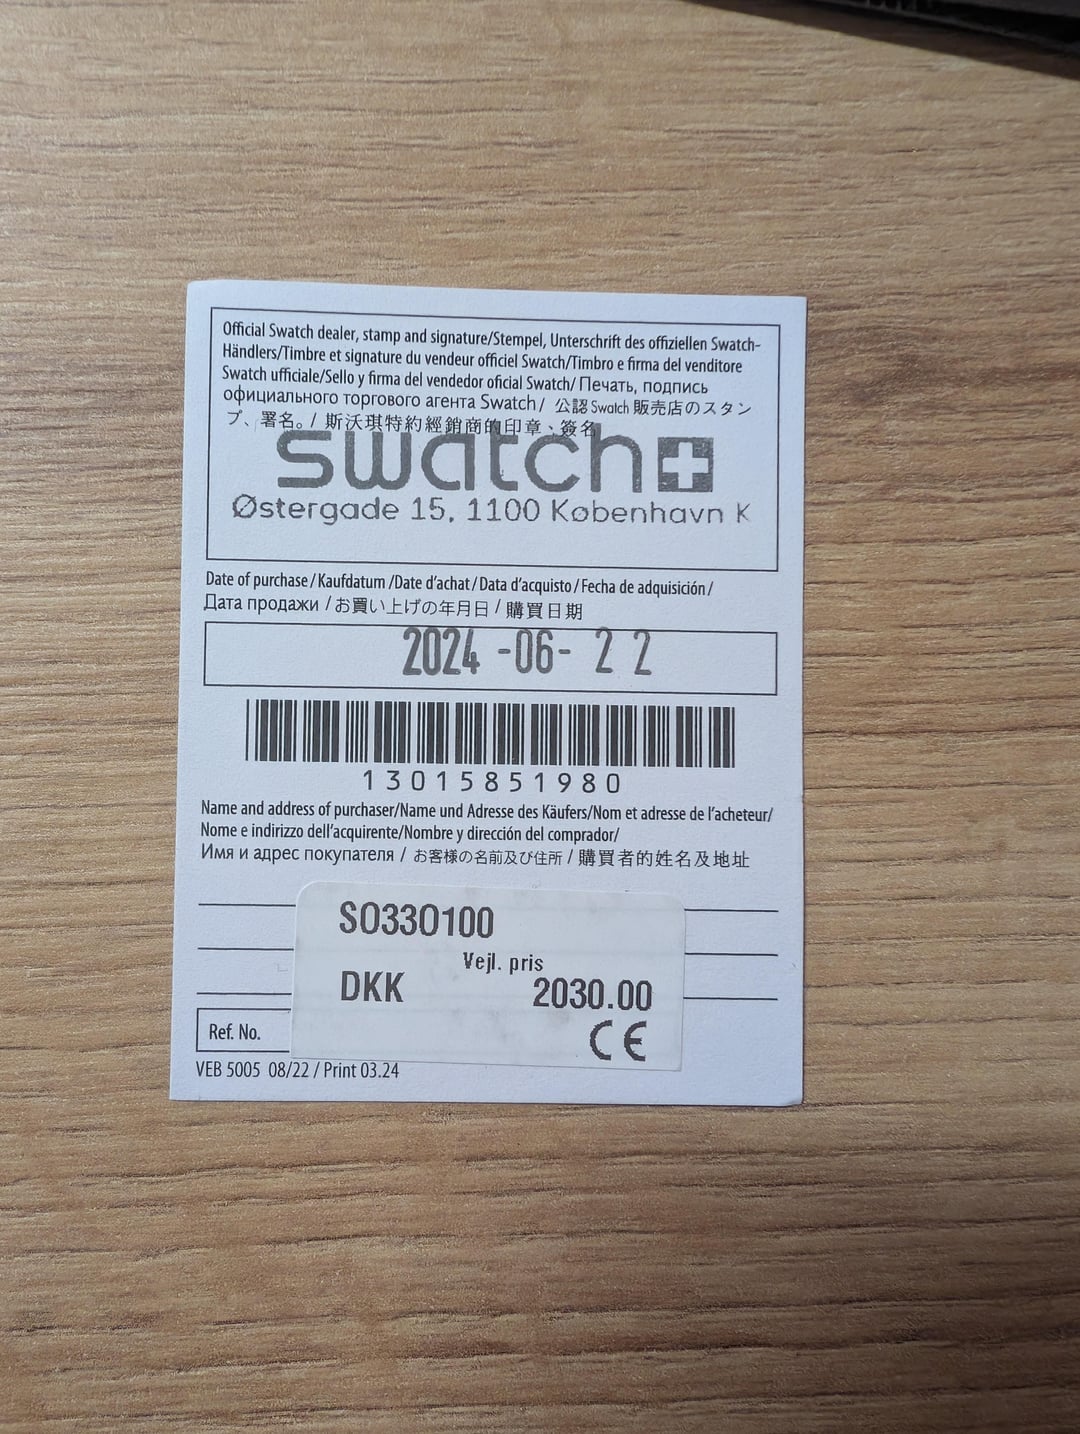 Official Swatch dealer, stamp and signature/Stempel, Unterschrift des offiziellen Swatch-
Händlers/Timbre et signature du vendeur officiel Swatch/Timbro e firma del venditore
Swatch ufficiale/Sello y firma del vendedor oficial Swatch/ Печать, подпись
официального торгового агента Swatch/ 公認 Swatch 販売店のスタン
プ、署名。/ 斯沃琪特約經銷商的印章、簽名
swatch
Østergade 15, 1100 København K
Date of purchase/Kaufdatum /Date d'achat/Data d'acquisto/Fecha de adquisición/
Дата продажи /お買い上げの年月日 / 購買日期
2024 -06- 22
13015851980
Name and address of purchaser/Name und Adresse des Käufers/Nom et adresse de l'acheteur/
Nome e indirizzo dell'acquirente/Nombre y dirección del comprador/
Имя и адрес покупателя / お客様の名前及び住所 / 購買者的姓名及地址
SO33O100
Vejl. pris
DKK 2030.00
CE
Ref. No.
VEB 5005 08/22 / Print 03.24